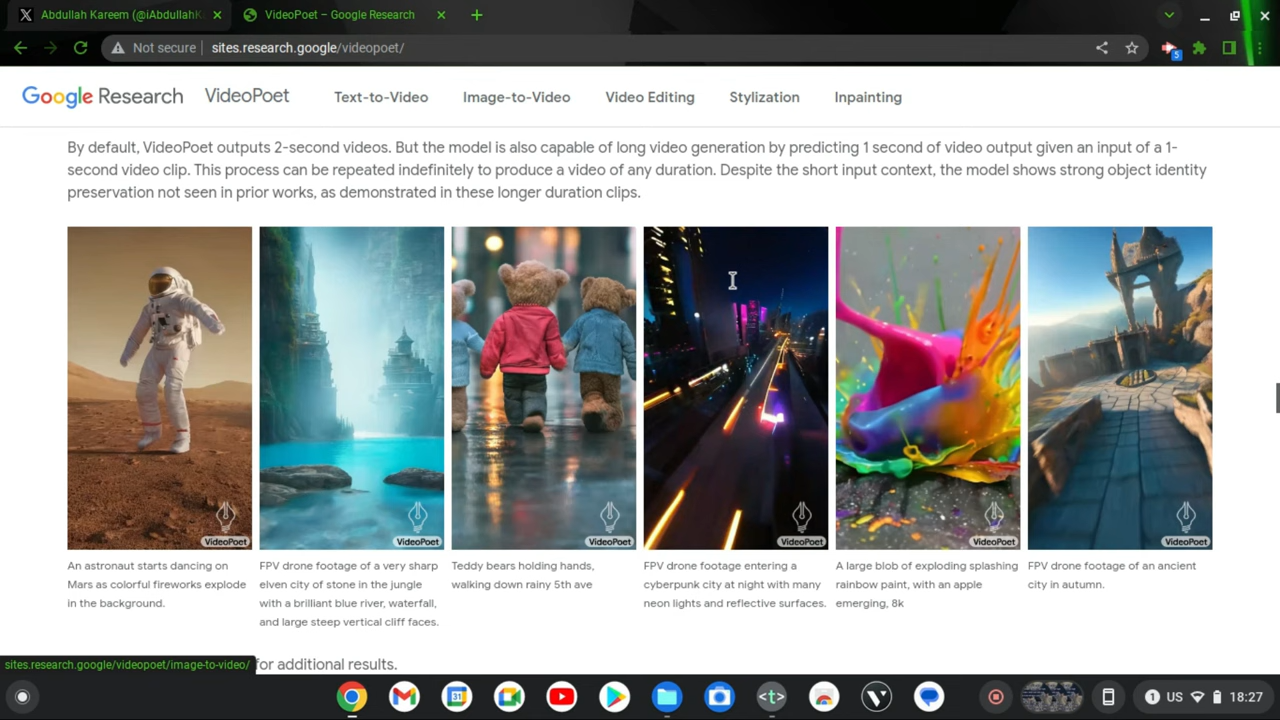 Abdullah Kareem (@iAbdullahK
VideoPoet – Google Research
Not secure
sites.research.google/videopoet/
5
Google Research
VideoPoet
Text-to-Video
Image-to-Video
Video Editing
Stylization
Inpainting
By default, VideoPoet outputs 2-second videos. But the model is also capable of long video generation by predicting 1 second of video output given an input of a 1-
second video clip. This process can be repeated indefinitely to produce a video of any duration. Despite the short input context, the model shows strong object identity
preservation not seen in prior works, as demonstrated in these longer duration clips.
VideoPoet
VideoPoet
VideoPoet
VideoPoet
VideoPoet
VideoPoet
An astronaut starts dancing on
Mars as colorful fireworks explode
in the background.
FPV drone footage of a very sharp
elven city of stone in the jungle
with a brilliant blue river, waterfall,
and large steep vertical cliff faces.
Teddy bears holding hands,
walking down rainy 5th ave
FPV drone footage entering a
cyberpunk city at night with many
neon lights and reflective surfaces.
A large blob of exploding splashing
rainbow paint, with an apple
emerging, 8k
FPV drone footage of an ancient
city in autumn.
sites.research.google/videopoet/image-to-video/
for additional results.
31
<t>
1
US
18:27